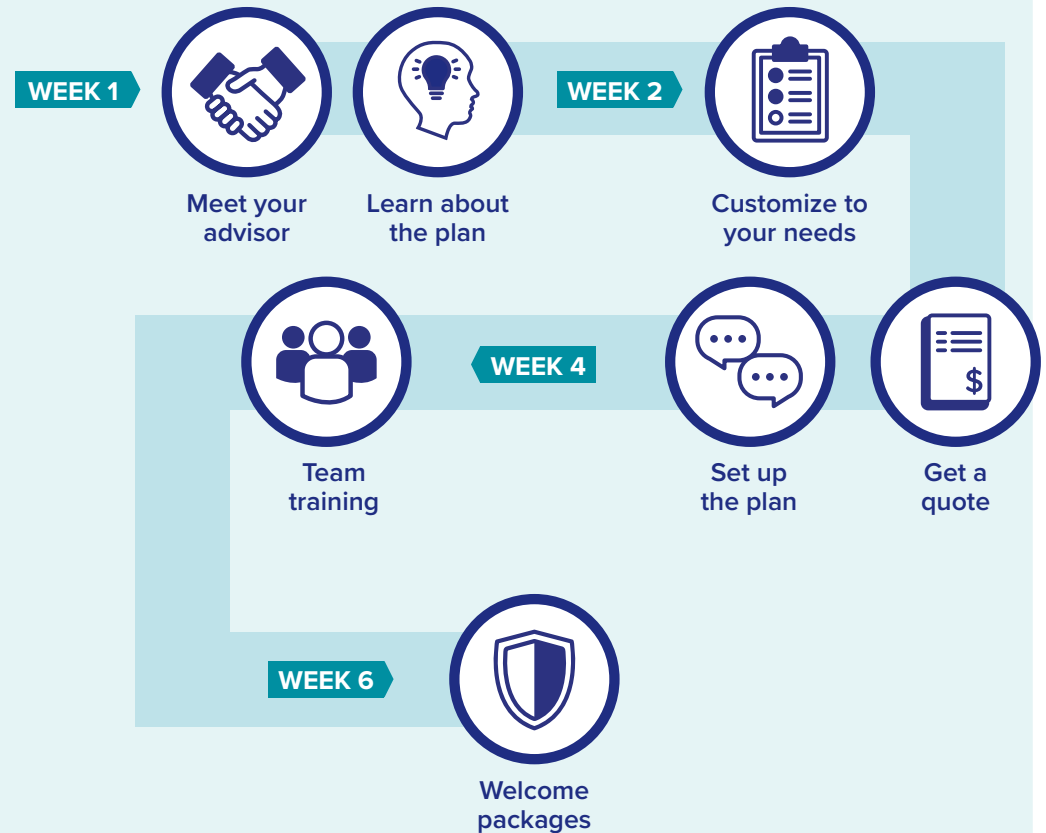 WEEK 1
Meet your
advisor
Learn about
the plan
WEEK 2
Customize to
your needs
$
Get a
quote
Set up
the plan
WEEK 4
Team
training
WEEK 6
Welcome
packages